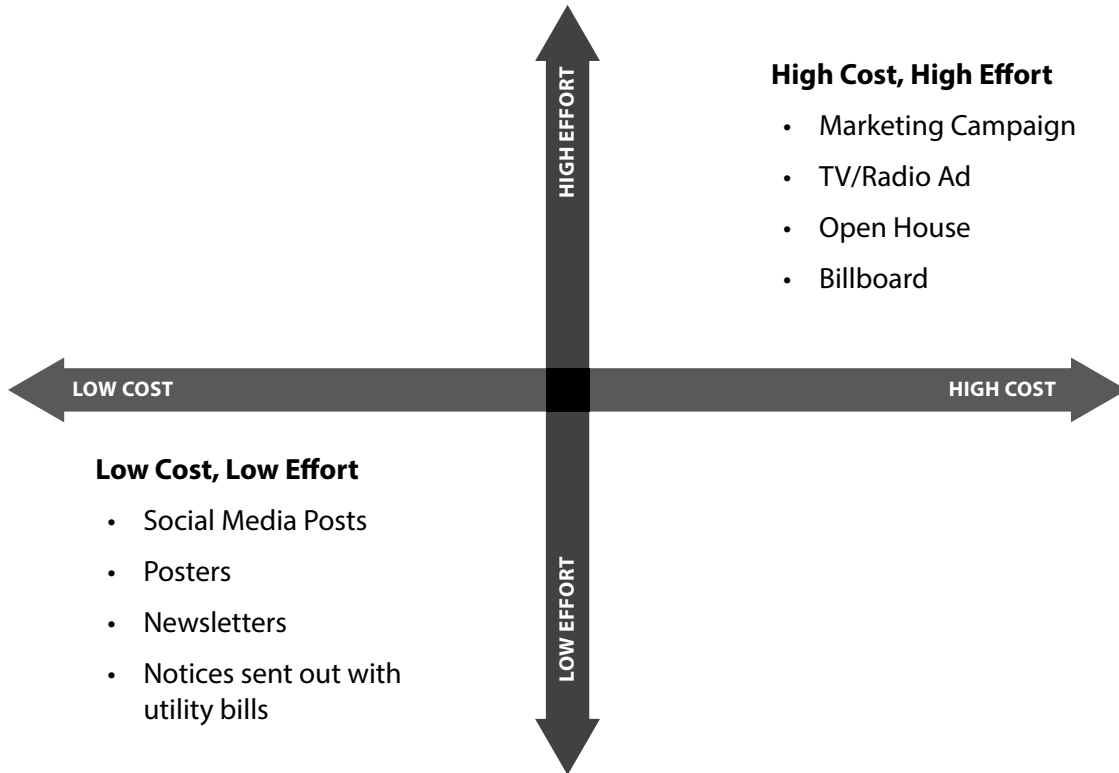 HIGH EFFORT
High Cost, High Effort
• Marketing Campaign
• TV/Radio Ad
• Open House
• Billboard
LOW COST
HIGH COST
Low Cost, Low Effort
• Social Media Posts
• Posters
• Newsletters
• Notices sent out with
utility bills
LOW EFFORT